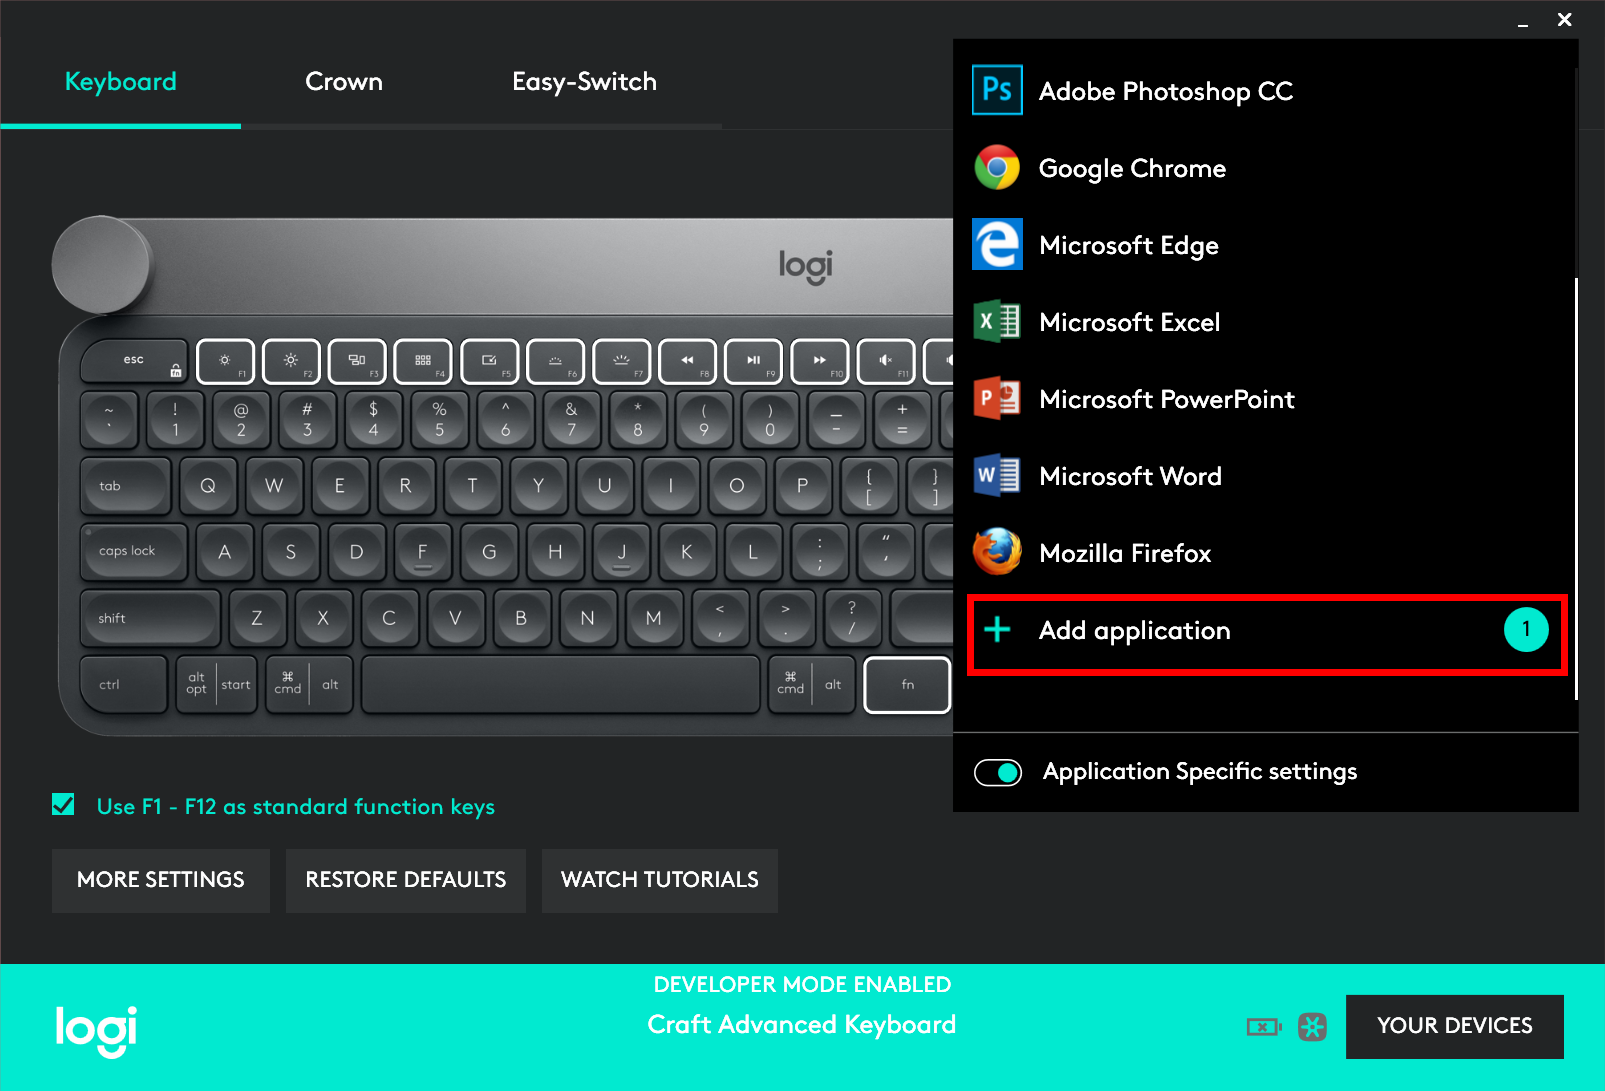 Keyboard Crown Easy-Switch
Ps Adobe Photoshop CC
Google Chrome
Microsoft Edge
X Microsoft Excel
P Microsoft PowerPoint
W Microsoft Word
Mozilla Firefox
+ Add application 1
Application Specific settings
logi
esc fn F1 F2 F3 F4 F5 F6 F7 F8 F9 F10 F11
~ ! @ # $ % ^ & * ( ) _ +
` 1 2 3 4 5 6 7 8 9 0 - =
tab Q W E R T Y U I O P { [ } ]
caps lock A S D F G H J K L : ; “ ‘
shift Z X C V B N M < , > . ? /
ctrl alt opt start ⌘ cmd alt ⌘ cmd alt fn
Use F1 - F12 as standard function keys
MORE SETTINGS RESTORE DEFAULTS WATCH TUTORIALS
DEVELOPER MODE ENABLED
logi Craft Advanced Keyboard YOUR DEVICES